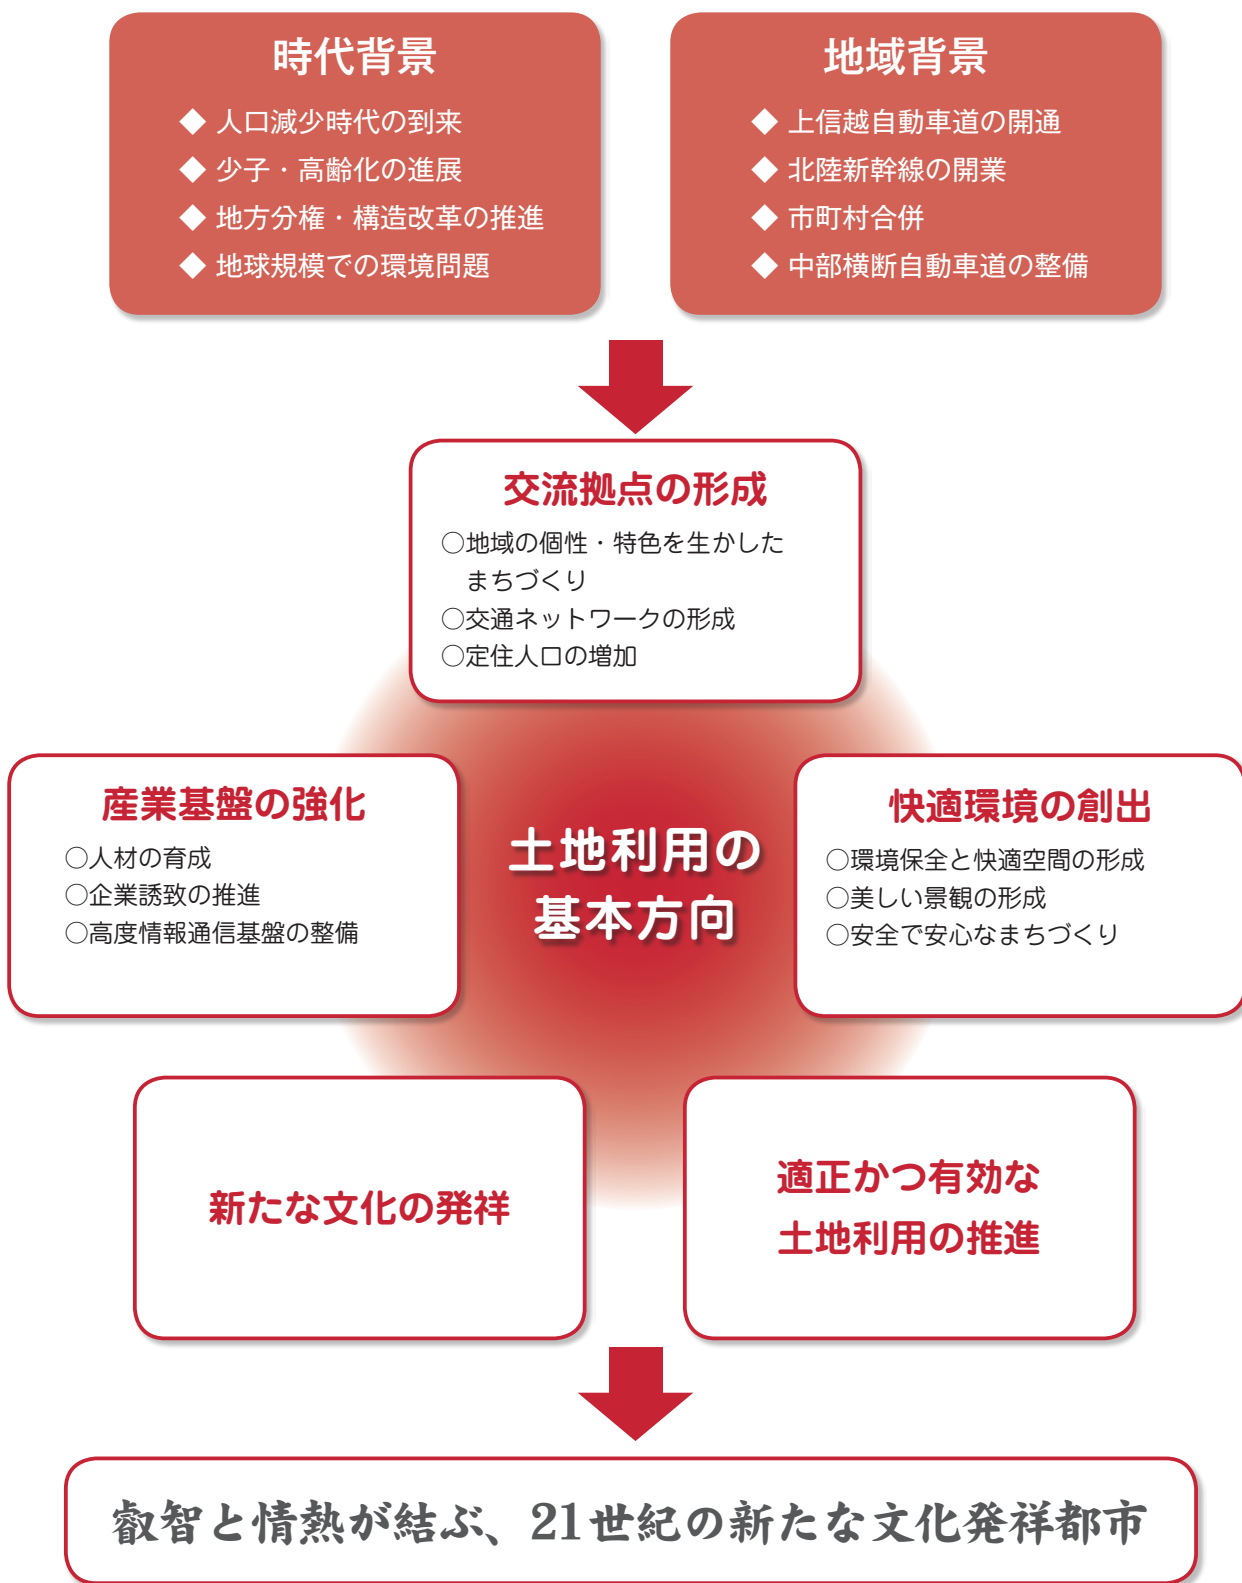 時代背景
◆ 人口減少時代の到来
◆ 少子・高齢化の進展
◆ 地方分権・構造改革の推進
◆ 地球規模での環境問題
地域背景
◆ 上信越自動車道の開通
◆ 北陸新幹線の開業
◆ 市町村合併
◆ 中部横断自動車道の整備
交流拠点の形成
○地域の個性・特色を生かした
まちづくり
○交通ネットワークの形成
○定住人口の増加
産業基盤の強化
○人材の育成
○企業誘致の推進
○高度情報通信基盤の整備
土地利用の
基本方向
快適環境の創出
○環境保全と快適空間の形成
○美しい景観の形成
○安全で安心なまちづくり
新たな文化の発祥
適正かつ有効な
土地利用の推進
叡智と情熱が結ぶ、21世紀の新たな文化発祥都市